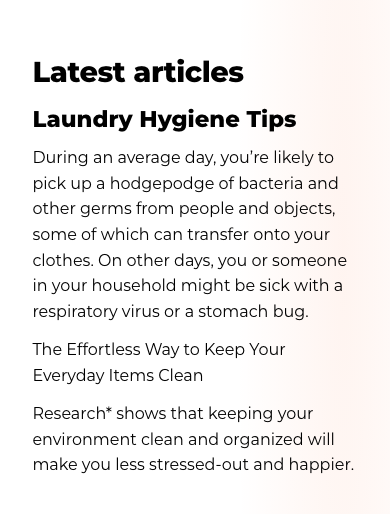 Latest articles
Laundry Hygiene Tips
During an average day, you’re likely to
pick up a hodgepodge of bacteria and
other germs from people and objects,
some of which can transfer onto your
clothes. On other days, you or someone
in your household might be sick with a
respiratory virus or a stomach bug.
The Effortless Way to Keep Your
Everyday Items Clean
Research* shows that keeping your
environment clean and organized will
make you less stressed-out and happier.